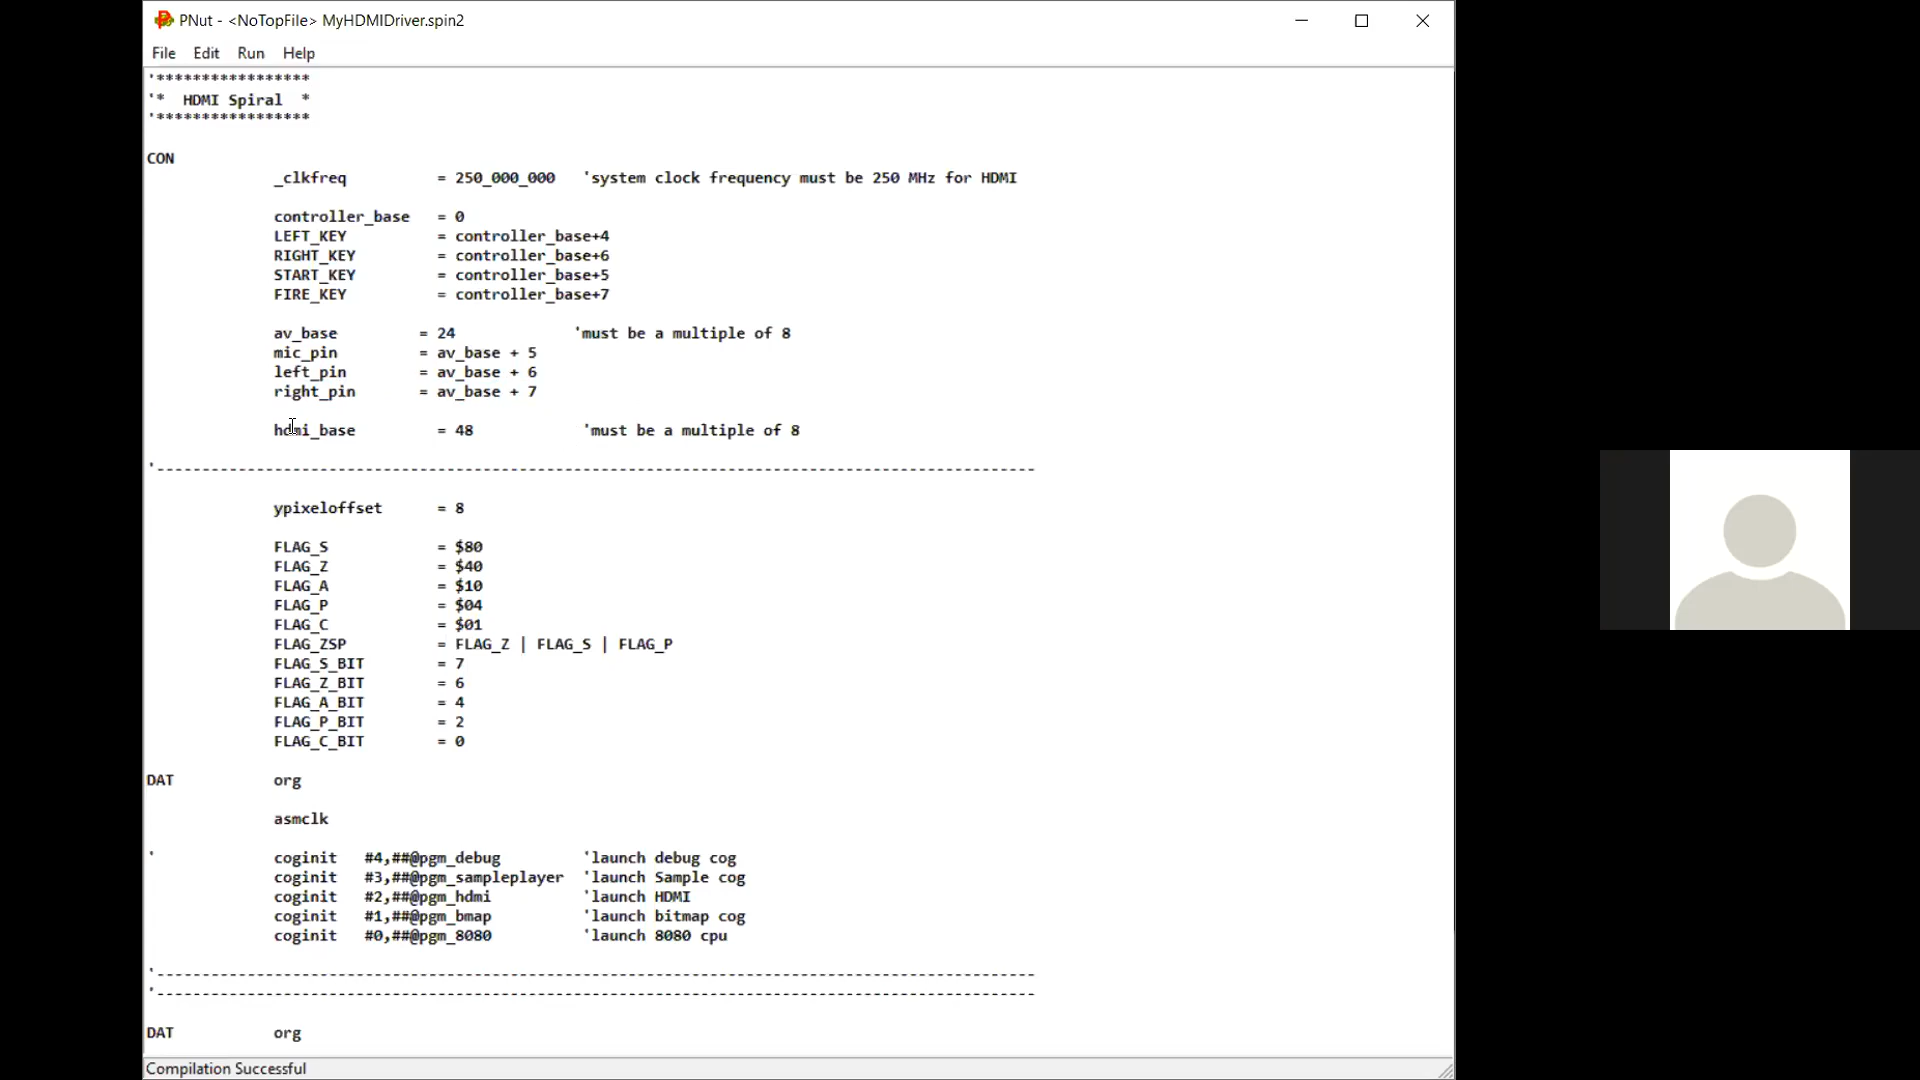 PNut - <NoTopFile> MyHDMIDriver.spin2
File Edit Run Help
'*****************
'*  HDMI Spiral  *
'*****************
CON
_clkfreq = 250_000_000 'system clock frequency must be 250 MHz for HDMI
controller_base = 0
LEFT_KEY = controller_base+4
RIGHT_KEY = controller_base+6
START_KEY = controller_base+5
FIRE_KEY = controller_base+7
av_base = 24 'must be a multiple of 8
mic_pin = av_base + 5
left_pin = av_base + 6
right_pin = av_base + 7
hdmi_base = 48 'must be a multiple of 8
'-------------------------------------------------------------------------------------------------
ypixeloffset = 8
FLAG_S = $80
FLAG_Z = $40
FLAG_A = $10
FLAG_P = $04
FLAG_C = $01
FLAG_ZSP = FLAG_Z | FLAG_S | FLAG_P
FLAG_S_BIT = 7
FLAG_Z_BIT = 6
FLAG_A_BIT = 4
FLAG_P_BIT = 2
FLAG_C_BIT = 0
DAT org
asmclk
' coginit #4,##@pgm_debug 'launch debug cog
coginit #3,##@pgm_sampleplayer 'launch Sample cog
coginit #2,##@pgm_hdmi 'launch HDMI
coginit #1,##@pgm_bmap 'launch bitmap cog
coginit #0,##@pgm_8080 'launch 8080 cpu
'-------------------------------------------------------------------------------------------------
'-------------------------------------------------------------------------------------------------
DAT org
Compilation Successful